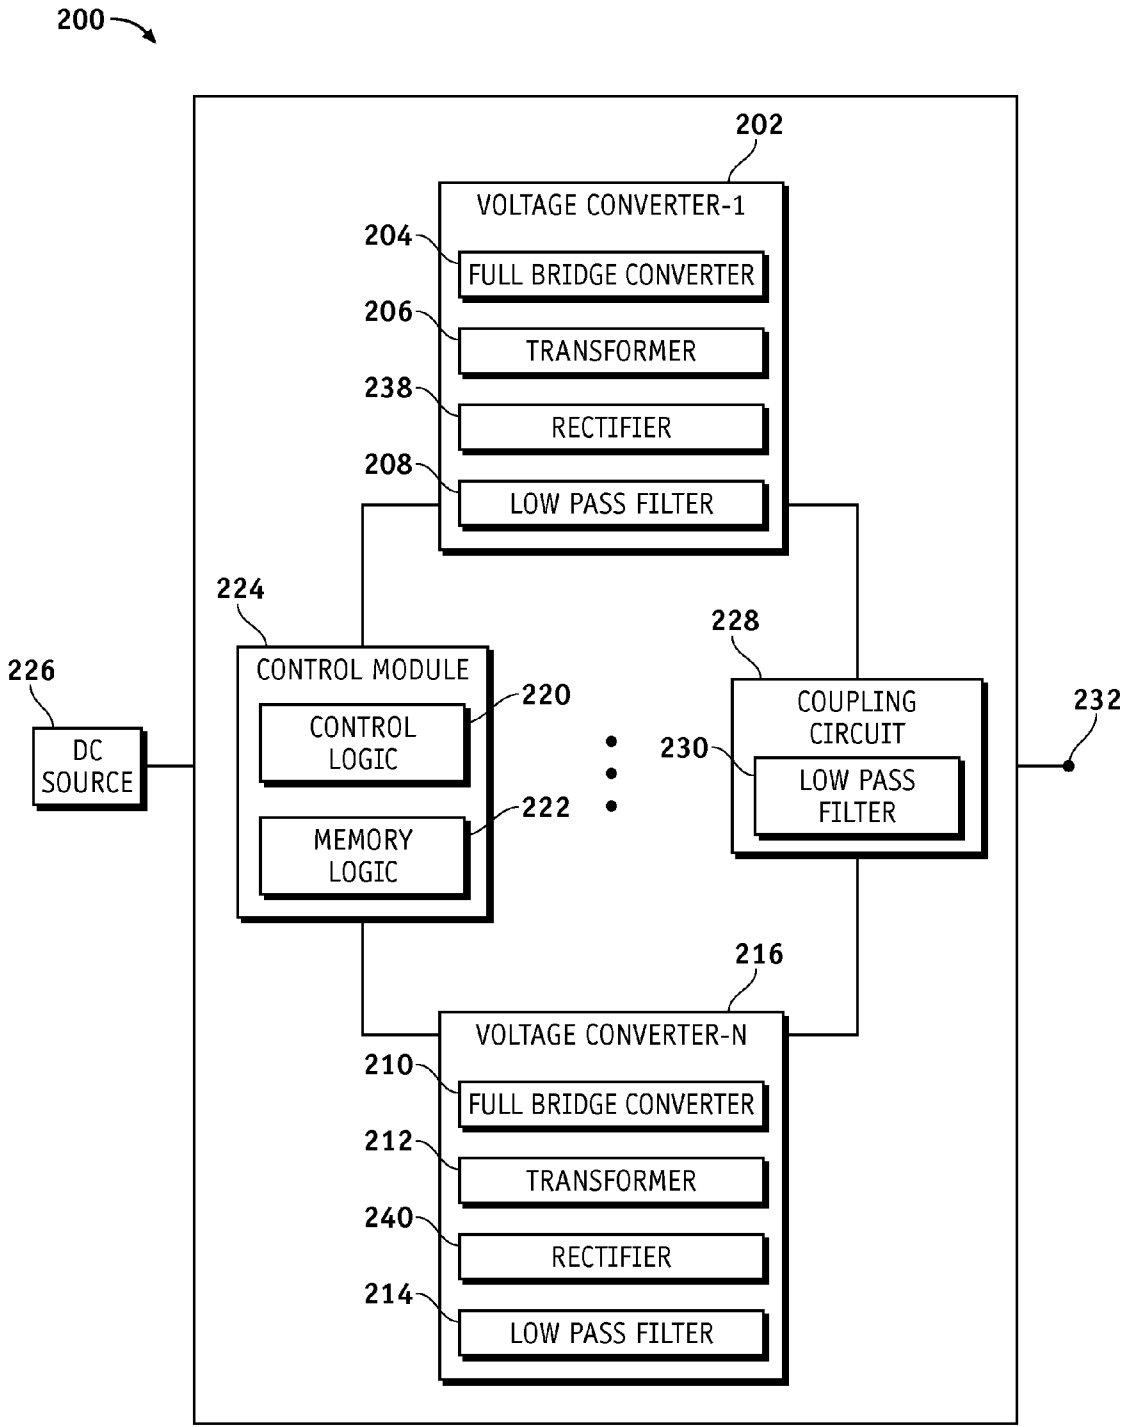 200
202
VOLTAGE CONVERTER-1
204
FULL BRIDGE CONVERTER
206
TRANSFORMER
238
RECTIFIER
208
LOW PASS FILTER
224
CONTROL MODULE
220
CONTROL
LOGIC
222
MEMORY
LOGIC
226
DC
SOURCE
228
COUPLING
CIRCUIT
230
LOW PASS
FILTER
232
216
VOLTAGE CONVERTER-N
210
FULL BRIDGE CONVERTER
212
TRANSFORMER
240
RECTIFIER
214
LOW PASS FILTER